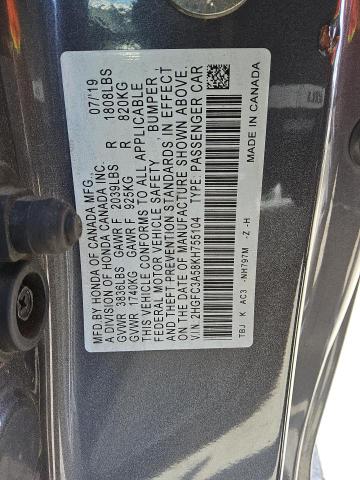 MFD. BY HONDA OF CANADA MFG., 07/'19
A DIVISION OF HONDA CANADA INC.
GVWR 3836LBS GAWR F 2039LBS R 1808LBS
GVWR 1740KG GAWR F 925KG R 820KG
THIS VEHICLE CONFORMS TO ALL APPLICABLE
FEDERAL MOTOR VEHICLE SAFETY BUMPER,
AND THEFT PREVENTION STANDARDS IN EFFECT
ON THE DATE OF MANUFACTURE SHOWN ABOVE.
V.I.N. 2HGFC3A58KH755104 TYPE: PASSENGER CAR
TBJ K AC3 -NH797M -Z -H
MADE IN CANADA